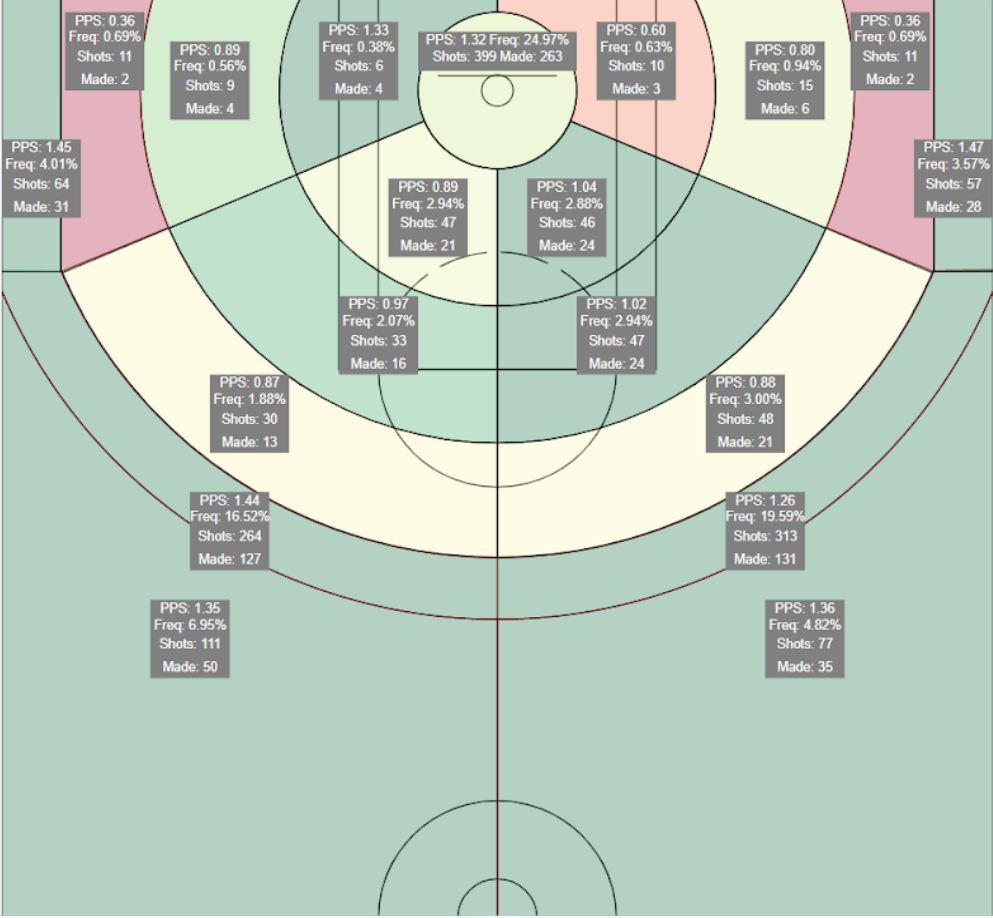 PPS: 0.36
Freq: 0.69%
Shots: 11
Made: 2
PPS: 0.89
Freq: 0.56%
Shots: 9
Made: 4
PPS: 1.33
Freq: 0.38%
Shots: 6
Made: 4
PPS: 1.32 Freq: 24.97%
Shots: 399 Made: 263
PPS: 0.60
Freq: 0.63%
Shots: 10
Made: 3
PPS: 0.80
Freq: 0.94%
Shots: 15
Made: 6
PPS: 0.36
Freq: 0.69%
Shots: 11
Made: 2
PPS: 1.45
Freq: 4.01%
Shots: 64
Made: 31
PPS: 1.47
Freq: 3.57%
Shots: 57
Made: 28
PPS: 0.89
Freq: 2.94%
Shots: 47
Made: 21
PPS: 1.04
Freq: 2.88%
Shots: 46
Made: 24
PPS: 0.97
Freq: 2.07%
Shots: 33
Made: 16
PPS: 1.02
Freq: 2.94%
Shots: 47
Made: 24
PPS: 0.87
Freq: 1.88%
Shots: 30
Made: 13
PPS: 0.88
Freq: 3.00%
Shots: 48
Made: 21
PPS: 1.44
Freq: 16.52%
Shots: 264
Made: 127
PPS: 1.26
Freq: 19.59%
Shots: 313
Made: 131
PPS: 1.35
Freq: 6.95%
Shots: 111
Made: 50
PPS: 1.36
Freq: 4.82%
Shots: 77
Made: 35